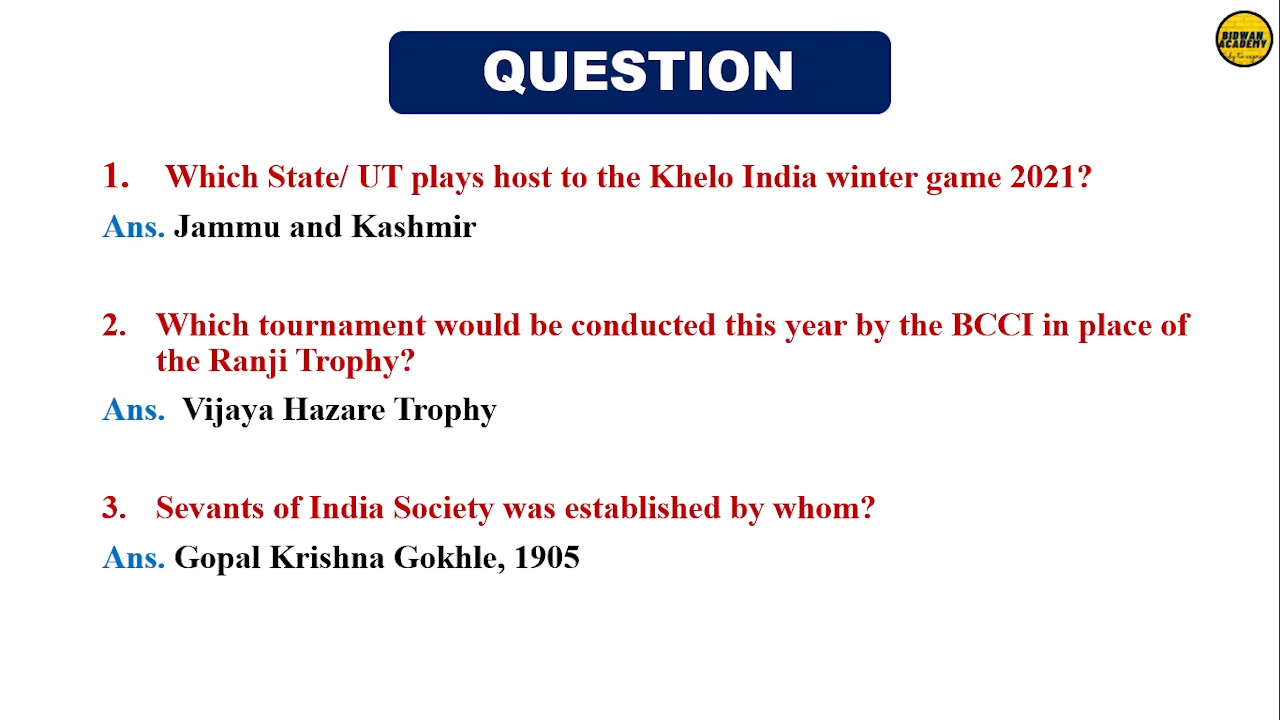 BIDWAN
ACADEMY
QUESTION
1. Which State/ UT plays host to the Khelo India winter game 2021?
Ans. Jammu and Kashmir
2. Which tournament would be conducted this year by the BCCI in place of
the Ranji Trophy?
Ans. Vijaya Hazare Trophy
3. Sevants of India Society was established by whom?
Ans. Gopal Krishna Gokhle, 1905